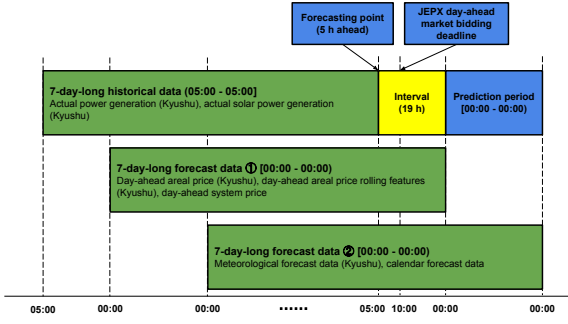 Forecasting point
(5 h ahead)
JEPX day-ahead
market bidding
deadline
7-day-long historical data (05:00 - 05:00]
Actual power generation (Kyushu), actual solar power generation
(Kyushu)
Interval
(19 h)
Prediction period
[00:00 - 00:00)
7-day-long forecast data ① [00:00 - 00:00)
Day-ahead areal price (Kyushu), day-ahead areal price rolling features
(Kyushu), day-ahead system price
7-day-long forecast data ❷ [00:00 - 00:00)
Meteorological forecast data (Kyushu), calendar forecast data
05:00 00:00 00:00 ...... 05:00 10:00 00:00 00:00